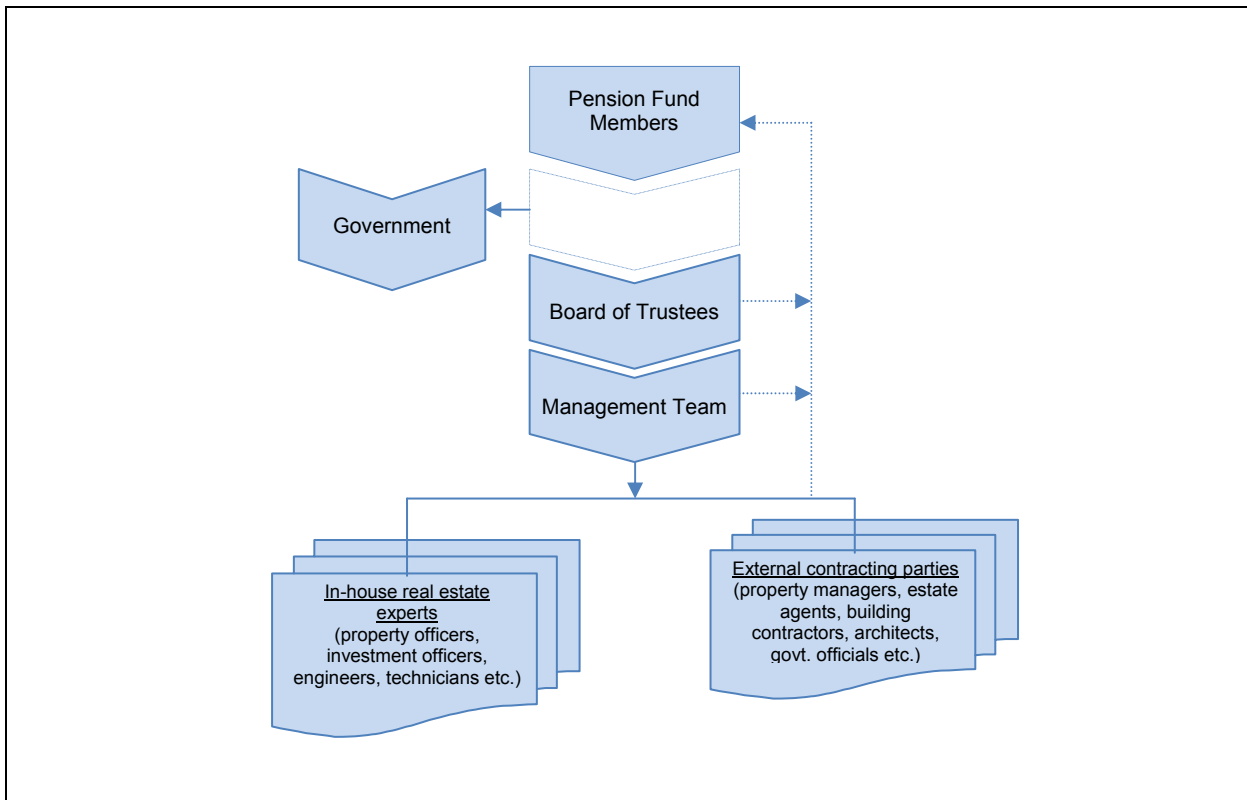 Pension Fund
Members
Government
Board of Trustees
Management Team
In-house real estate
experts
(property officers,
investment officers,
engineers, technicians etc.)
External contracting parties
(property managers, estate
agents, building
contractors, architects,
govt. officials etc.)